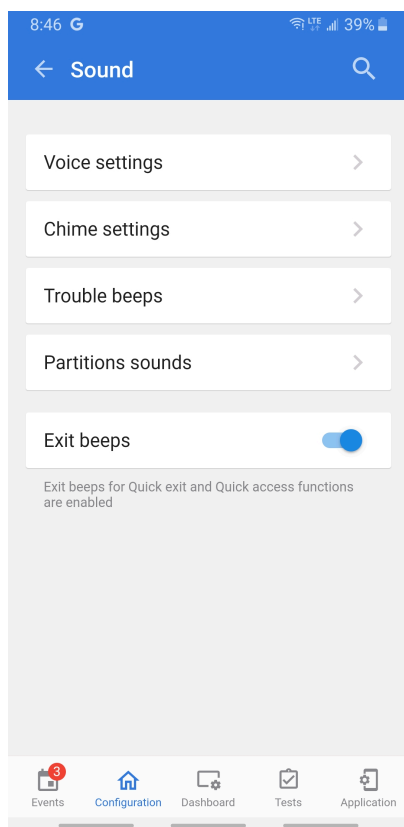 8:46 G LTE 39%
Sound
Voice settings
Chime settings
Trouble beeps
Partitions sounds
Exit beeps
Exit beeps for Quick exit and Quick access functions
are enabled
3
Events Configuration Dashboard Tests Application